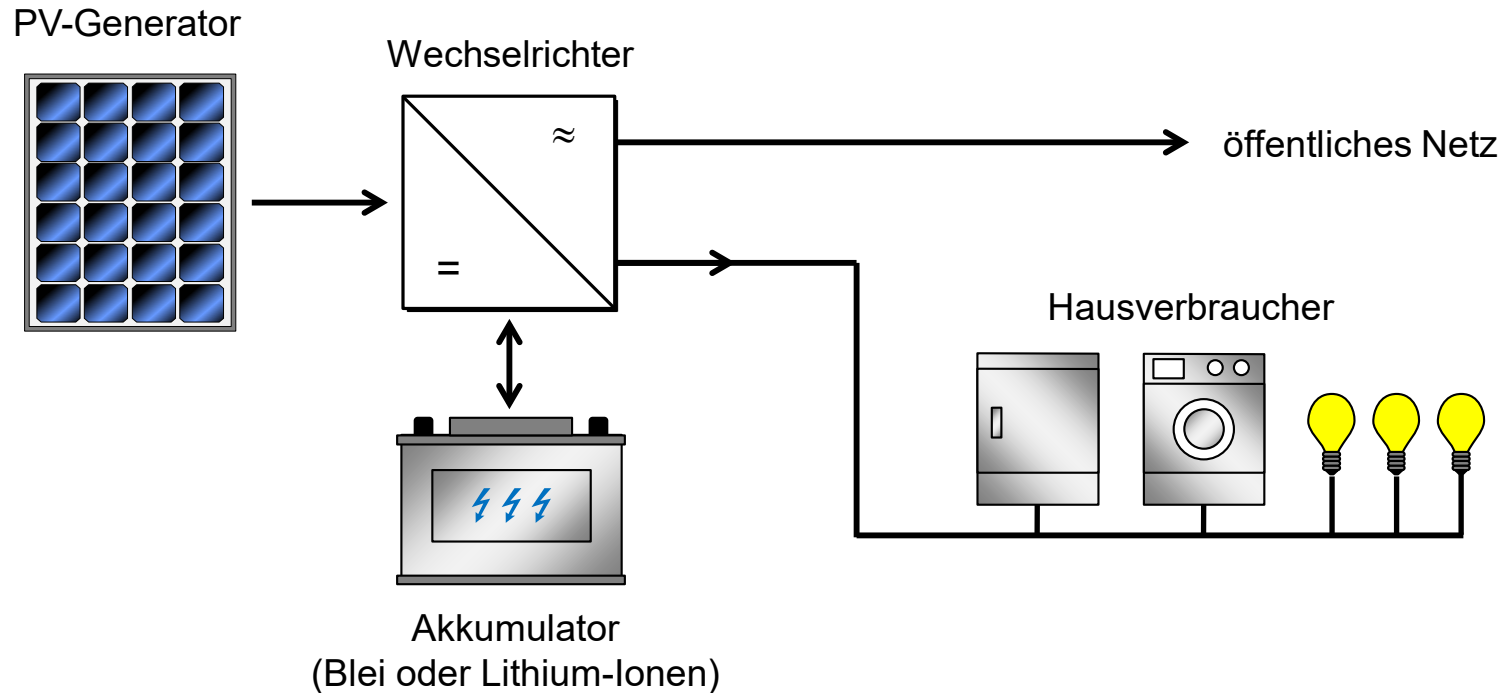 PV-Generator
Wechselrichter
≈
=
öffentliches Netz
Hausverbraucher
Akkumulator
(Blei oder Lithium-Ionen)